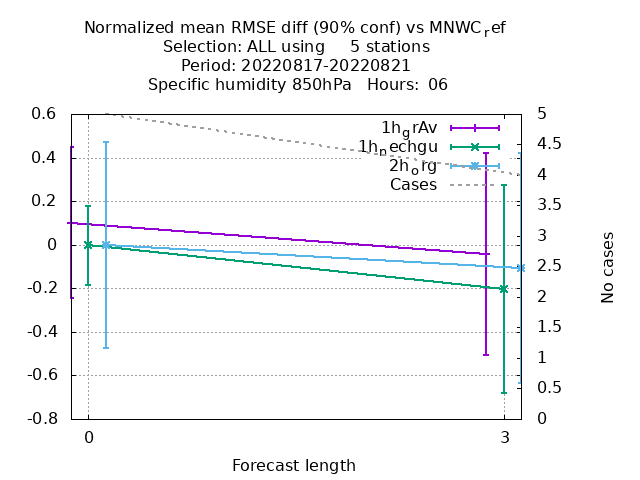 Normalized mean RMSE diff (90% conf) vs MNWC_ref
Selection: ALL using     5 stations
Period: 20220817-20220821
Specific humidity 850hPa   Hours:  06
0.6
0.4
0.2
0
-0.2
-0.4
-0.6
-0.8
5
4.5
4
3.5
3
2.5
2
1.5
1
0.5
0
1h_grAv
1h_nechgu
2h_org
Cases
No cases
0
3
Forecast length